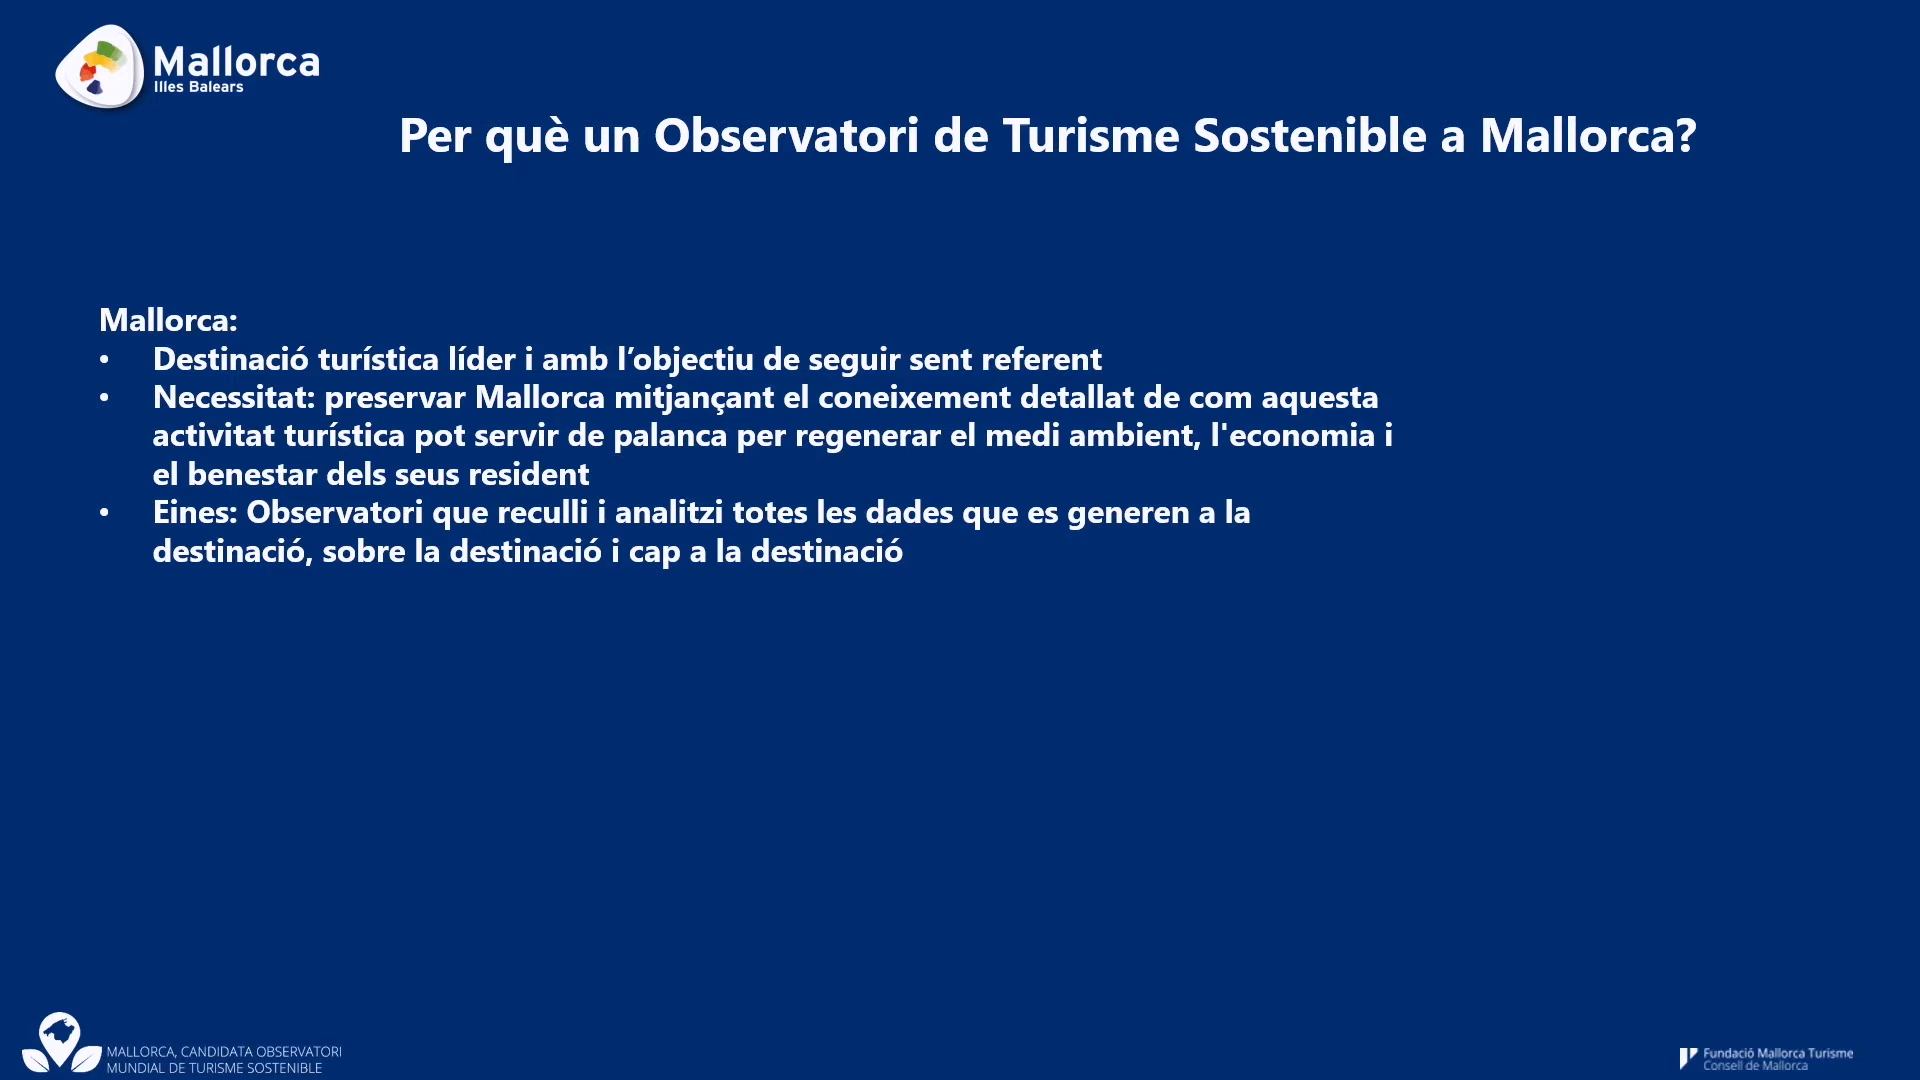 Mallorca
Illes Balears
Per què un Observatori de Turisme Sostenible a Mallorca?
Mallorca:
• Destinació turística líder i amb l’objectiu de seguir sent referent
• Necessitat: preservar Mallorca mitjançant el coneixement detallat de com aquesta
activitat turística pot servir de palanca per regenerar el medi ambient, l'economia i
el benestar dels seus resident
• Eines: Observatori que reculli i analitzi totes les dades que es generen a la
destinació, sobre la destinació i cap a la destinació
MALLORCA, CANDIDATA OBSERVATORI
MUNDIAL DE TURISME SOSTENIBLE
Fundació Mallorca Turisme
Consell de Mallorca